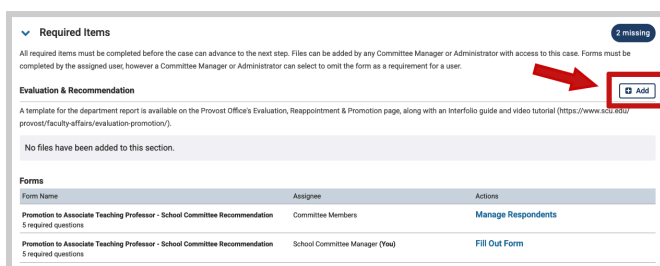 Required Items
2 missing
All required items must be completed before the case can advance to the next step. Files can be added by any Committee Manager or Administrator with access to this case. Forms must be
completed by the assigned user, however a Committee Manager or Administrator can select to omit the form as a requirement for a user.
Evaluation & Recommendation
Add
A template for the department report is available on the Provost Office's Evaluation, Reappointment & Promotion page, along with an Interfolio guide and video tutorial (https://www.scu.edu/
provost/faculty-affairs/evaluation-promotion/).
No files have been added to this section.
Forms
Form Name Assignee Actions
Promotion to Associate Teaching Professor - School Committee Recommendation Committee Members Manage Respondents
5 required questions
Promotion to Associate Teaching Professor - School Committee Recommendation School Committee Manager (You) Fill Out Form
5 required questions